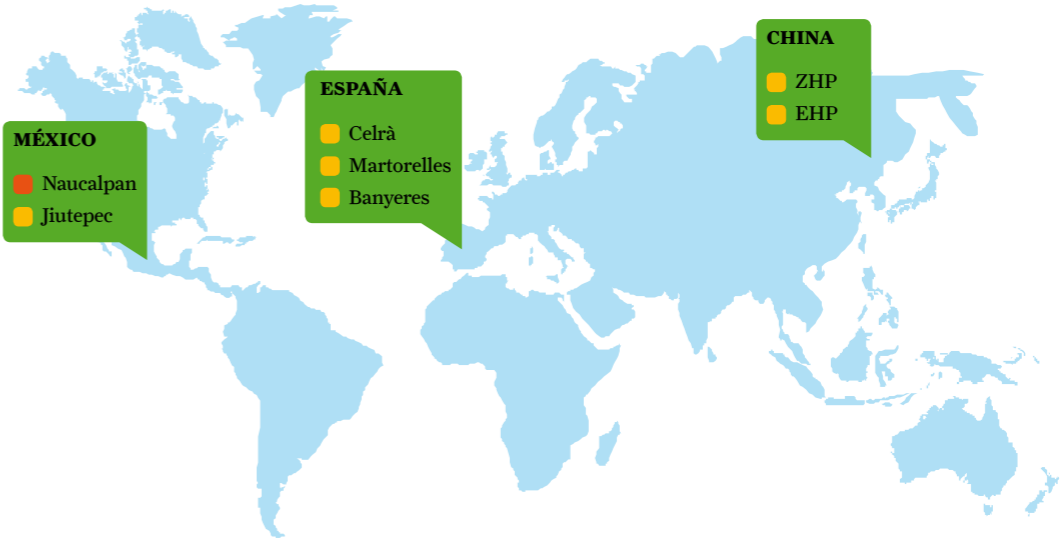 MÉXICO
Naucalpan
Jiutepec
ESPAÑA
Celrà
Martorelles
Banyeres
CHINA
ZHP
EHP